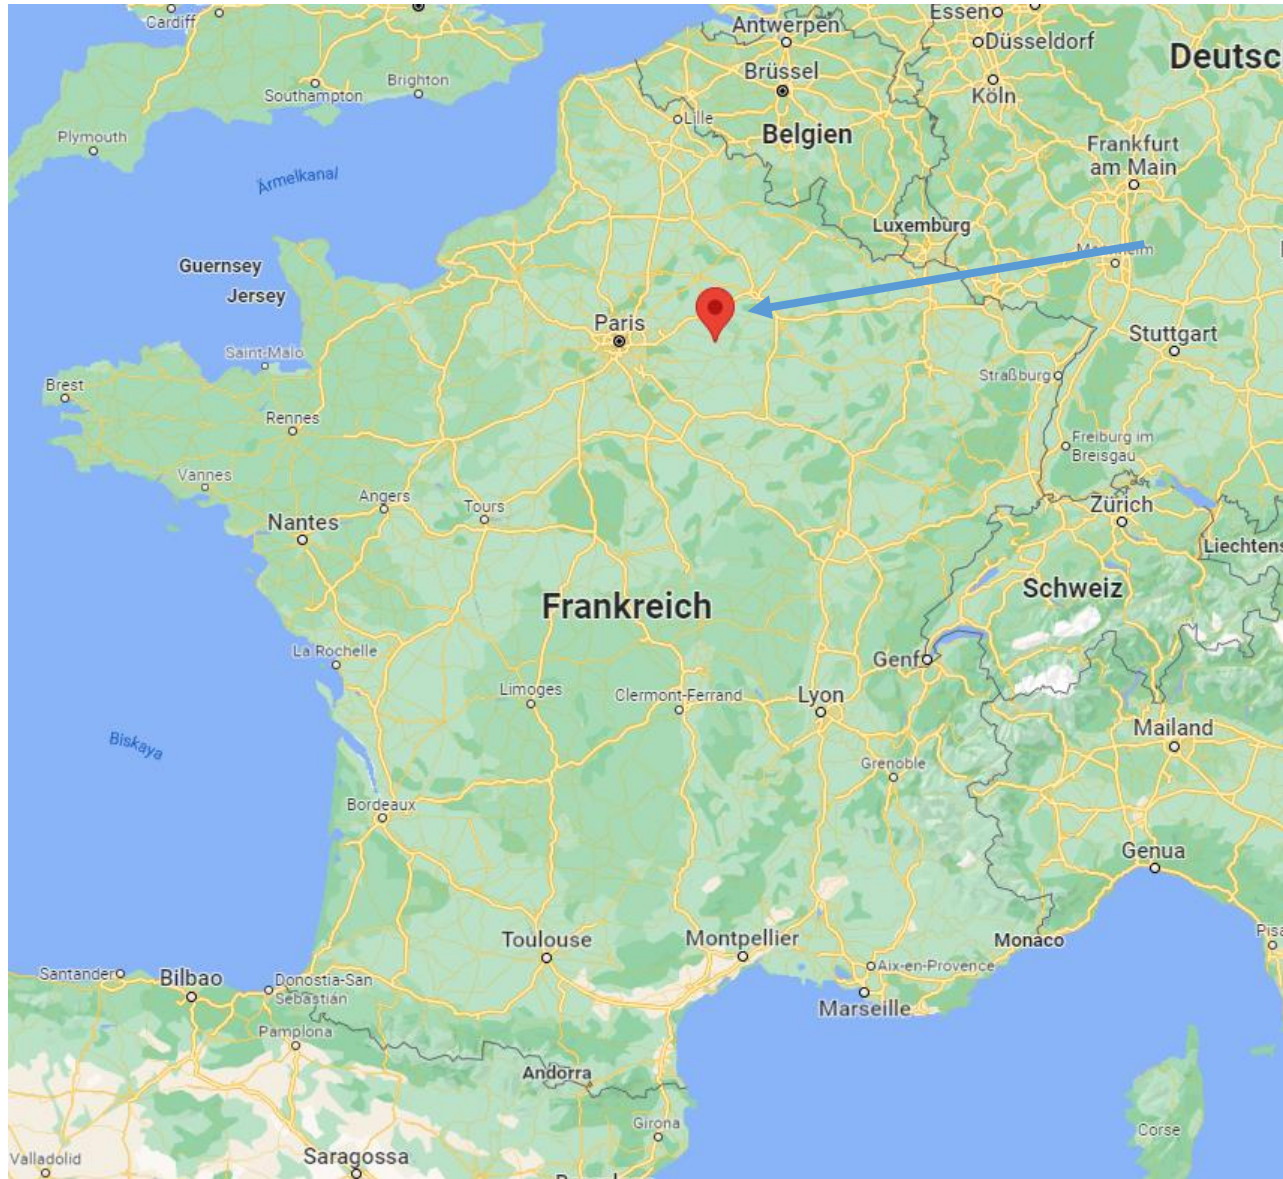 Cardiff
Essen
Antwerpen
Düsseldorf
Deutsc
Brüssel
Brighton
Southampton
Köln
Lille
Plymouth
Belgien
Frankfurt
am Main
Ärmelkanal
Luxemburg
Guernsey
Jersey
Paris
Stuttgart
Saint-Malo
Straßburg
Brest
Rennes
Freiburg im
Breisgau
Vannes
Angers
Tours
Zürich
Nantes
Liechtens
Schweiz
Frankreich
La Rochelle
Genf
Limoges
Clermont-Ferrand
Lyon
Biskaya
Mailand
Grenoble
Bordeaux
Genua
Toulouse
Montpellier
Monaco
Pisa
Santander
Bilbao
Donostia-San
Sebastián
Aix-en-Provence
Marseille
Pamplona
Andorra
Girona
Corse
Valladolid
Saragossa